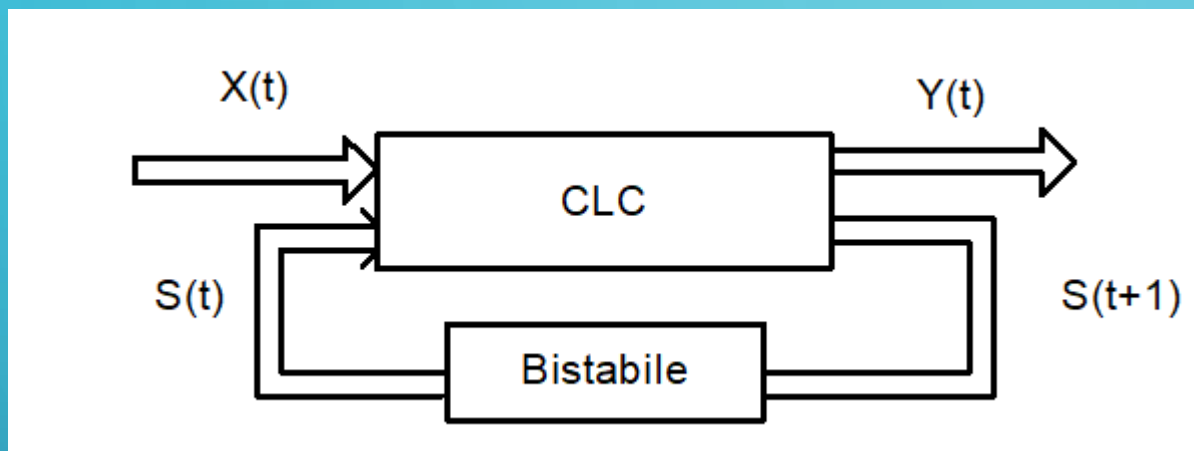 X(t)
Y(t)
CLC
S(t)
S(t+1)
Bistabile